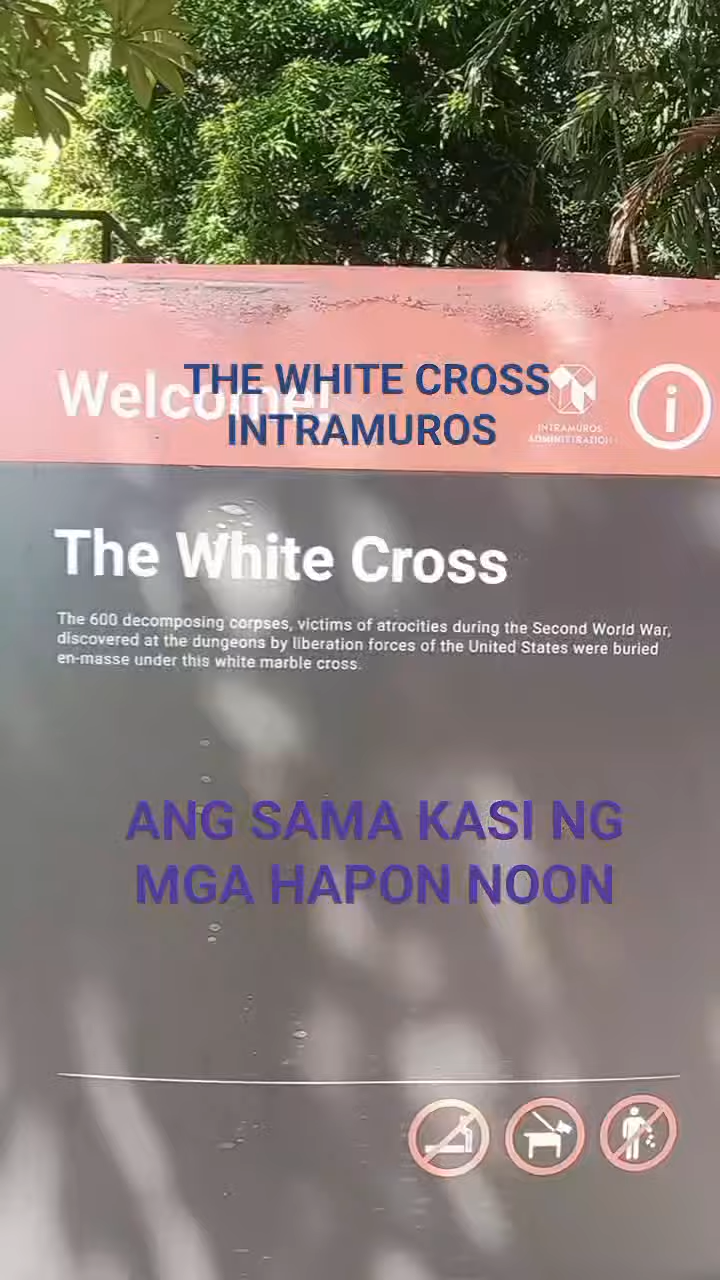 Welcome!
THE WHITE CROSS
INTRAMUROS
INTRAMUROS
ADMINISTRATION
i
The White Cross
The 600 decomposing corpses, victims of atrocities during the Second World War,
discovered at the dungeons by liberation forces of the United States were buried
en-masse under this white marble cross.
ANG SAMA KASI NG
MGA HAPON NOON